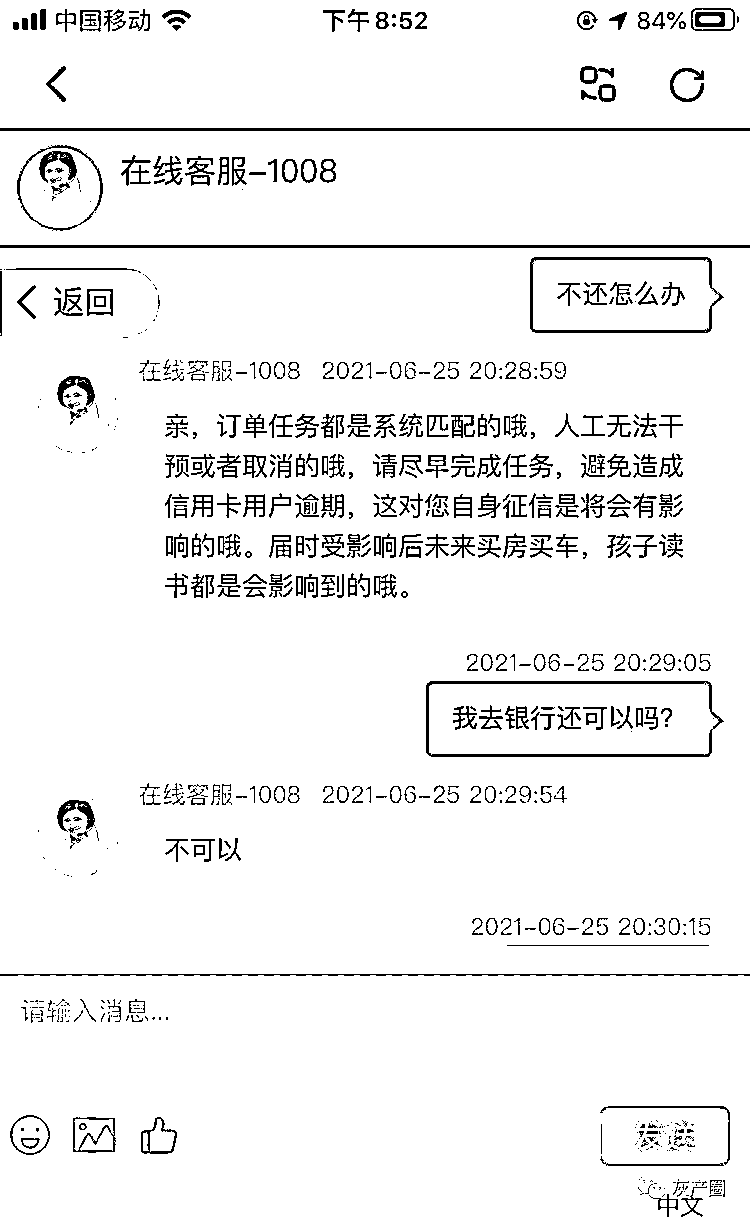 中国移动 下午8:52 84%
在线客服-1008
返回
不还怎么办
在线客服-1008 2021-06-25 20:28:59
亲，订单任务都是系统匹配的哦，人工无法干
预或者取消的哦，请尽早完成任务，避免造成
信用卡用户逾期，这对您自身征信是将会有影
响的哦。届时受影响后未来买房买车，孩子读
书都是会影响到的哦。
2021-06-25 20:29:05
我去银行还可以吗？
在线客服-1008 2021-06-25 20:29:54
不可以
2021-06-25 20:30:15
请输入消息...
发送
灰产圈
中文